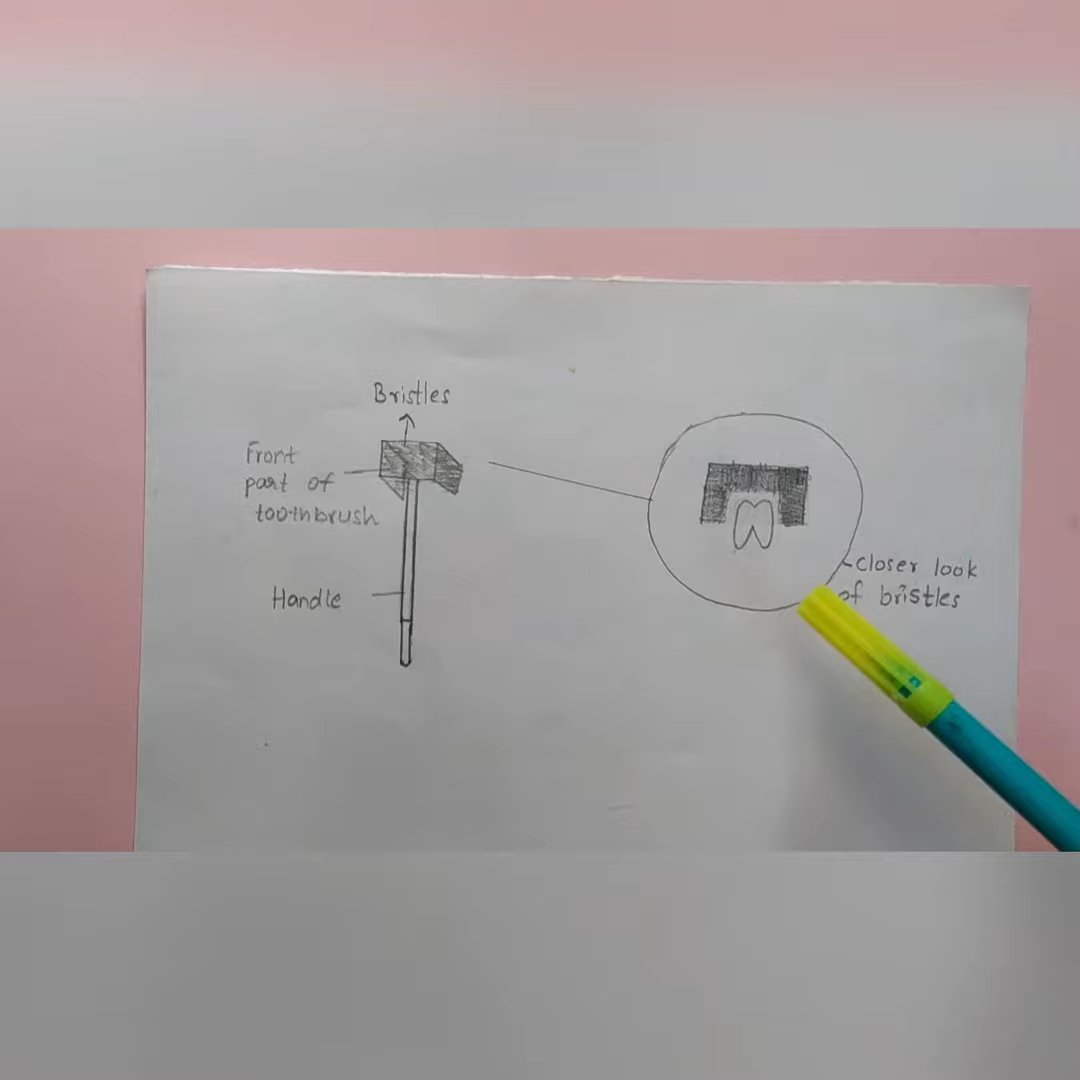 Bristles
Front
part of
toothbrush
Handle
closer look
of bristles